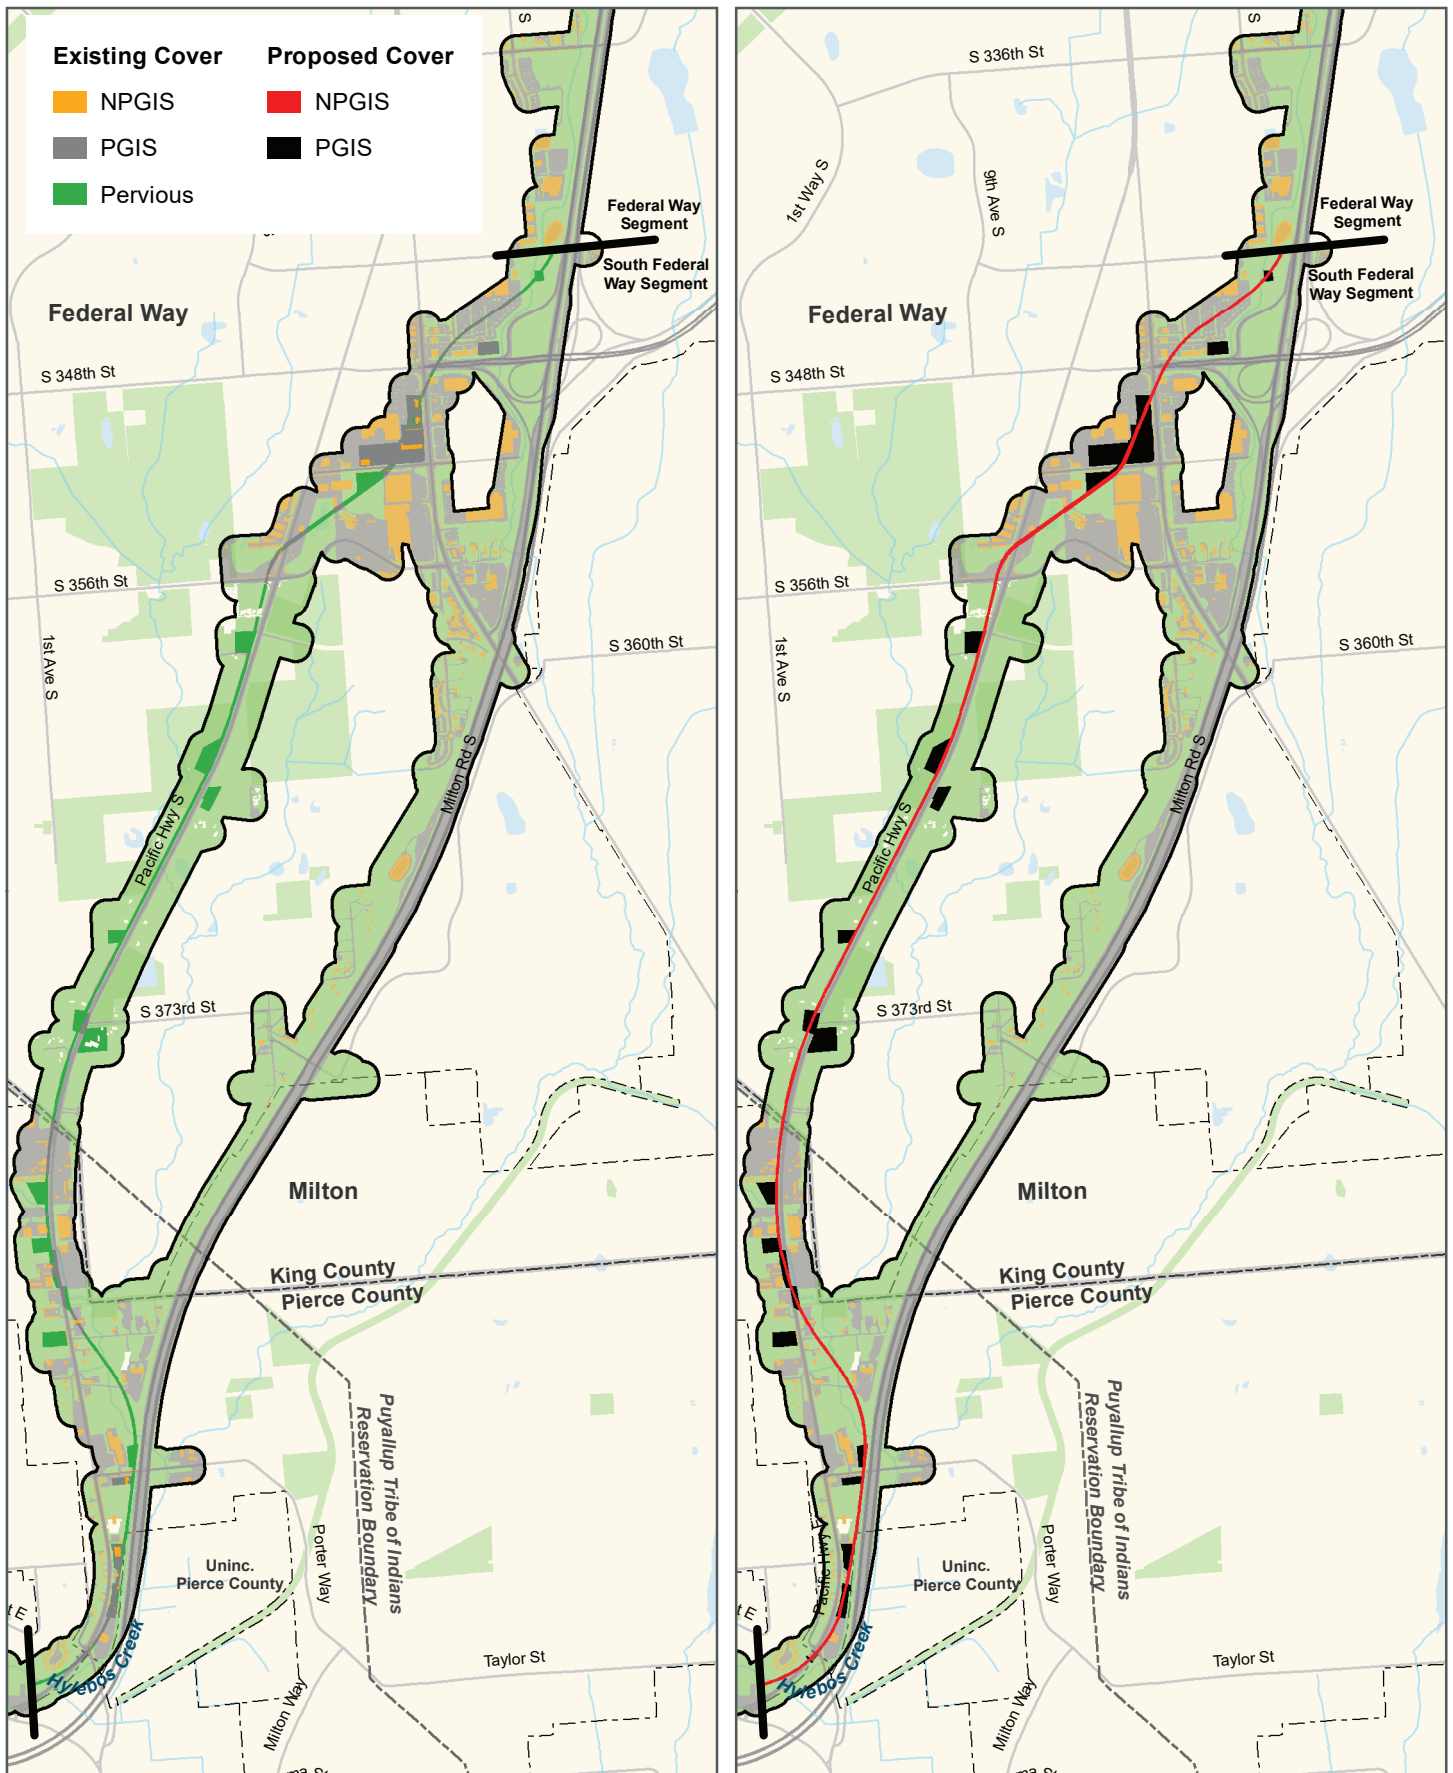 Existing Cover
Proposed Cover
NPGIS
NPGIS
PGIS
PGIS
Pervious
S
Federal Way
Segment
South Federal
Way Segment
Federal Way
S 348th St
S 356th St
1st Ave S
S 360th St
Milton Rd S
Pacific Hwy S
S 373rd St
Milton
King County
Pierce County
Puyallup Tribe of Indians
Reservation Boundary
Porter Way
Uninc.
Pierce County
t E
Hylebos Creek
Taylor St
Milton Way
S
S 336th St
1st Way S
9th Ave S
Federal Way
Segment
South Federal
Way Segment
Federal Way
S 348th St
S 356th St
1st Ave S
S 360th St
Milton Rd S
Pacific Hwy S
S 373rd St
Milton
King County
Pierce County
Puyallup Tribe of Indians
Reservation Boundary
Porter Way
Pacific Hwy
Uninc.
Pierce County
t E
Hylebos Creek
Taylor St
Milton Way